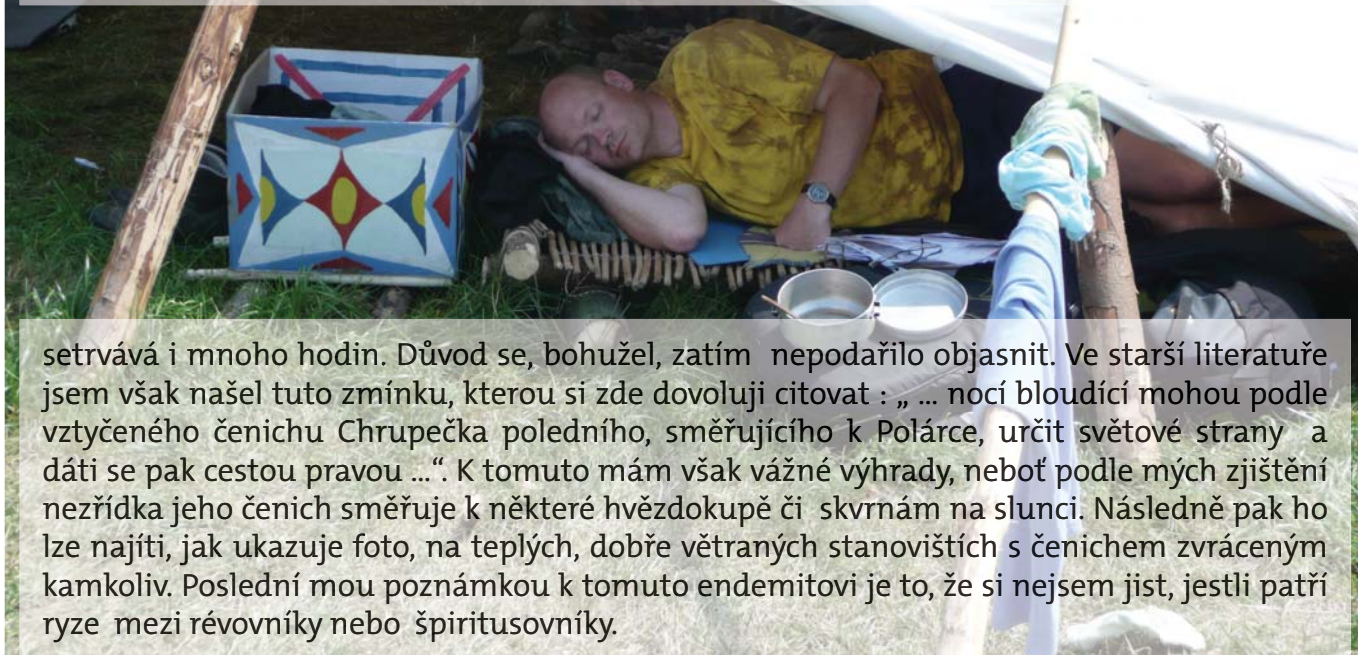 setrvává i mnoho hodin. Důvod se, bohužel, zatím nepodařilo objasnit. Ve starší literatuře
jsem však našel tuto zmínku, kterou si zde dovoluji citovat : „ ... nocí bloudící mohou podle
vztyčeného čenichu Chrupečka poledního, směřujícího k Polárce, určit světové strany a
dáti se pak cestou pravou ...“. K tomuto mám však vážné výhrady, neboť podle mých zjištění
nezřídka jeho čenich směřuje k některé hvězdokupě či skvrnám na slunci. Následně pak ho
lze najíti, jak ukazuje foto, na teplých, dobře větraných stanovištích s čenichem zvráceným
kamkoliv. Poslední mou poznámkou k tomuto endemitovi je to, že si nejsem jist, jestli patří
ryze mezi révovníky nebo špiritusovníky.